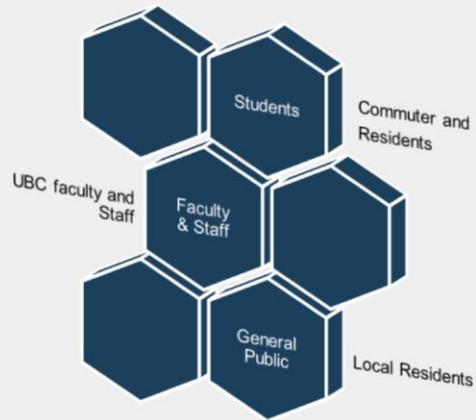 Students
Commuter and
Residents
UBC faculty and
Staff
Faculty
& Staff
General
Public
Local Residents